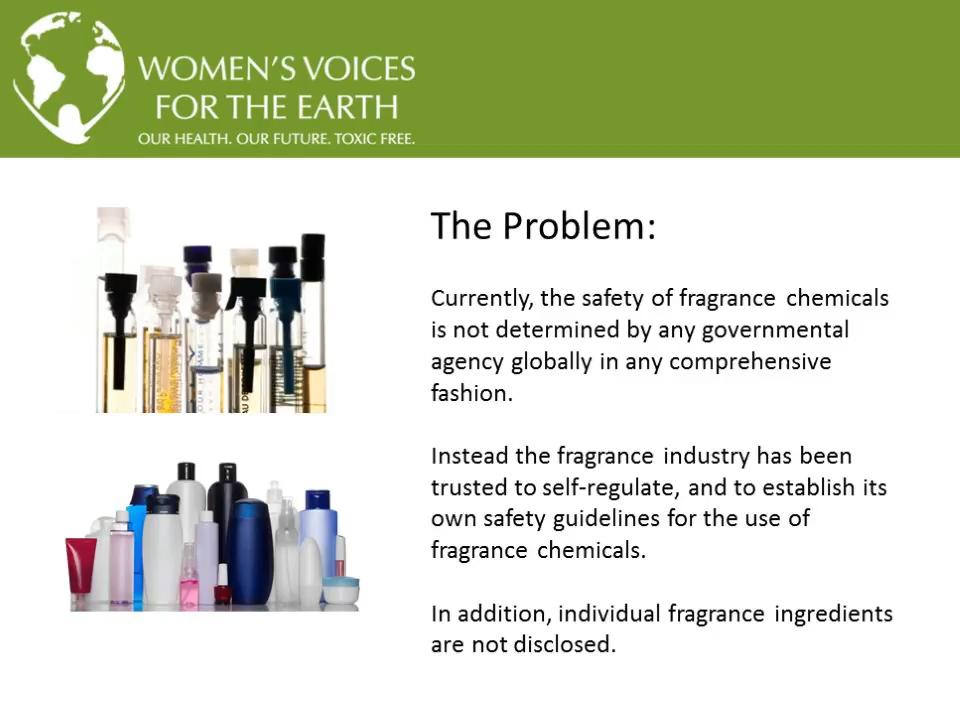 WOMEN'S VOICES
FOR THE EARTH
OUR HEALTH. OUR FUTURE. TOXIC FREE.
The Problem:
Currently, the safety of fragrance chemicals
is not determined by any governmental
agency globally in any comprehensive
fashion.
Instead the fragrance industry has been
trusted to self-regulate, and to establish its
own safety guidelines for the use of
fragrance chemicals.
In addition, individual fragrance ingredients
are not disclosed.